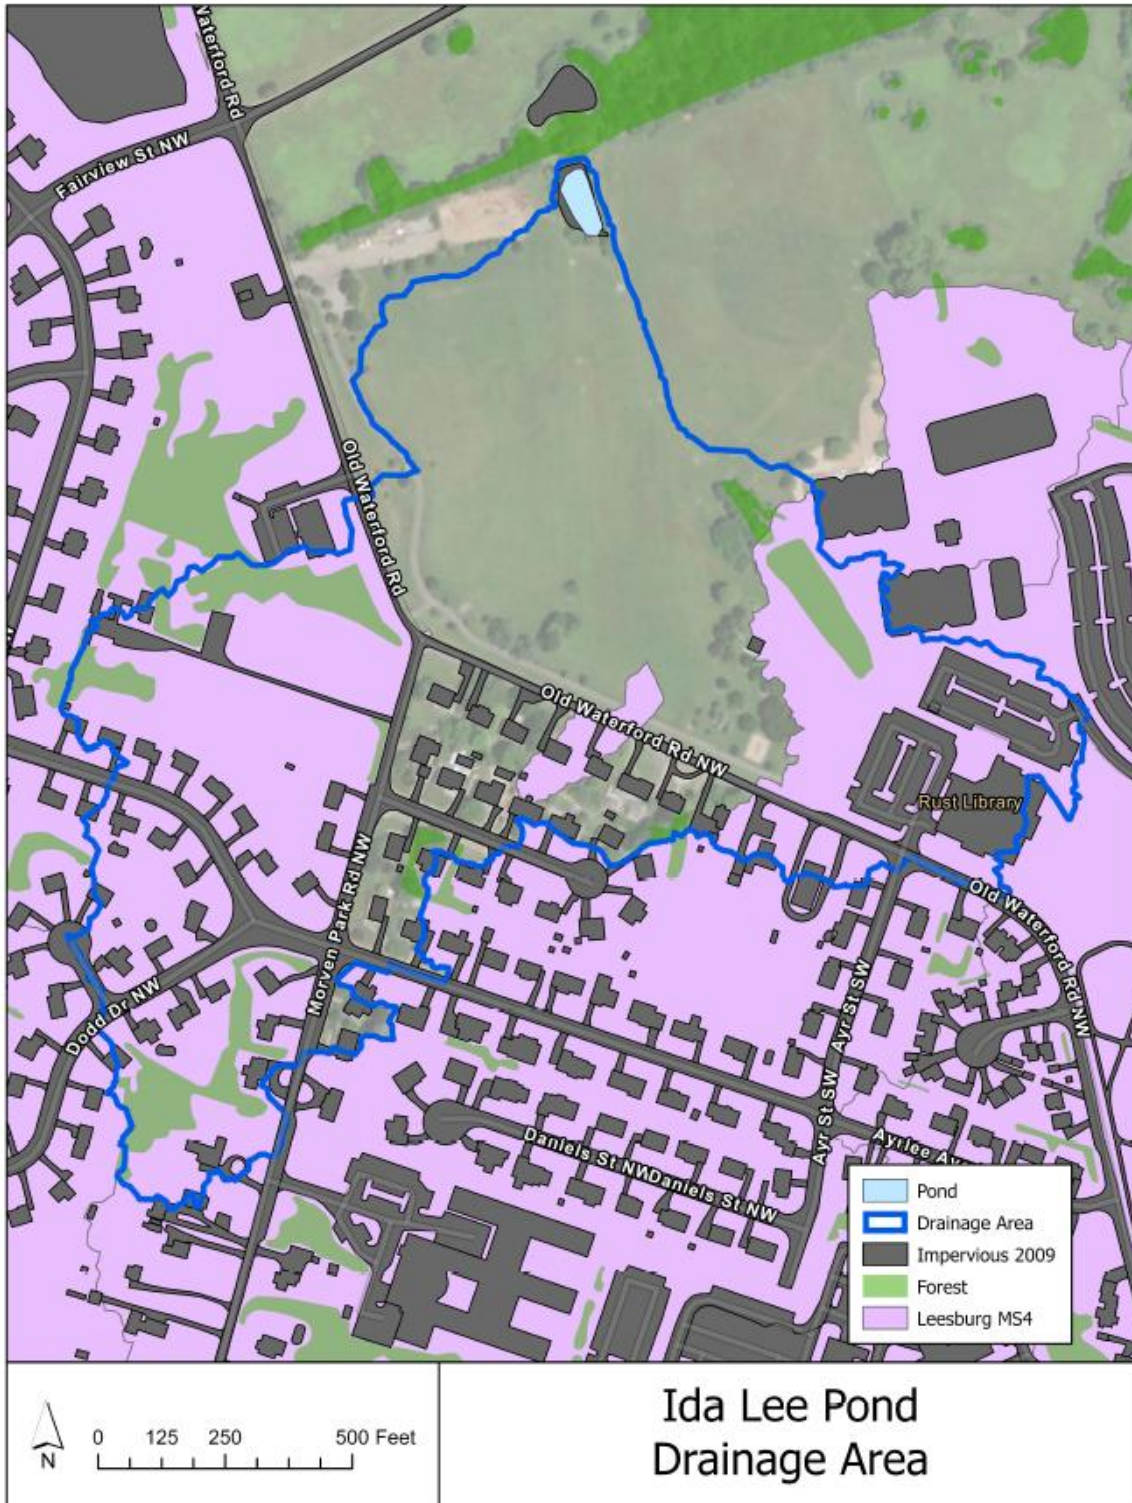 Waterford Rd
Fairview St NW
Old Waterford Rd
Old Waterford Rd NW
Rust Library
Morven Park Rd NW
Old Waterford Rd NW
Dodd Dr NW
Ayr St SW
Ayr St SW
Daniels St NW
Daniels St NW
Ayrlee Av
Pond
Drainage Area
Impervious 2009
Forest
Leesburg MS4
N
0 125 250 500 Feet
Ida Lee Pond
Drainage Area